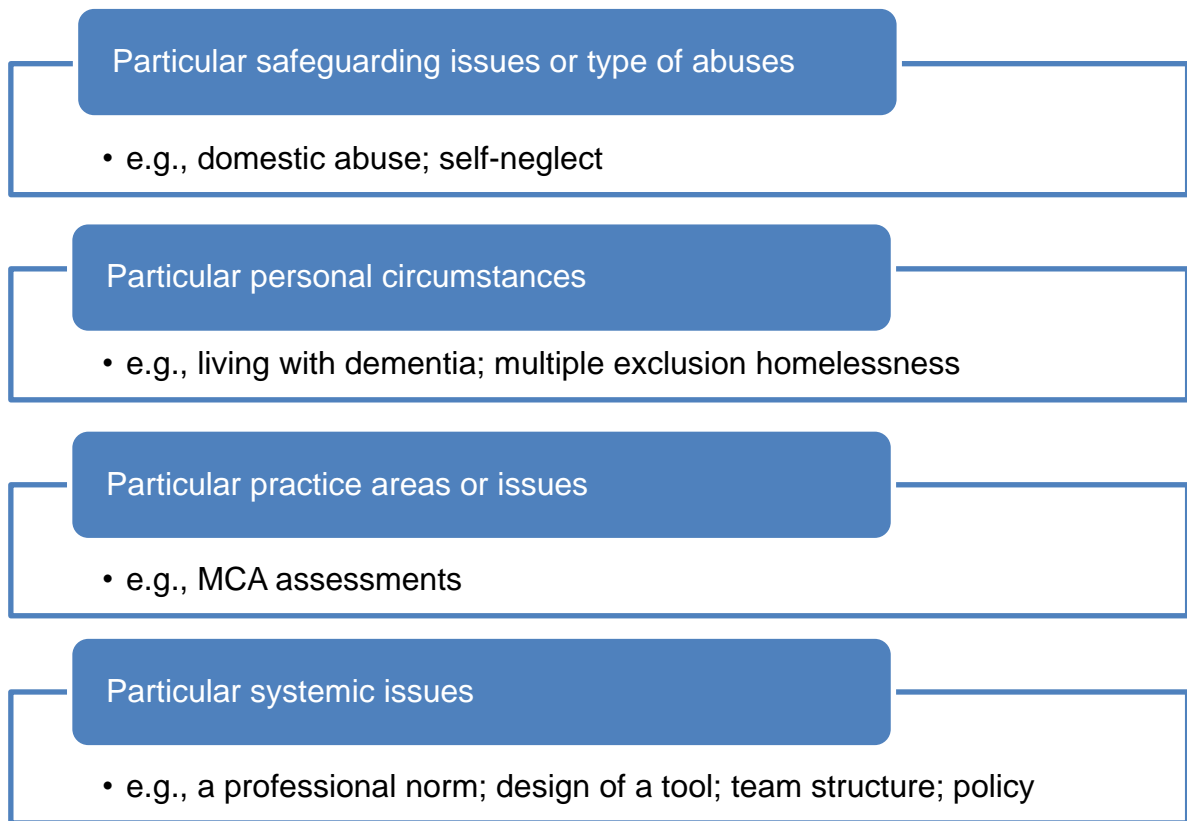 Particular safeguarding issues or type of abuses
• e.g., domestic abuse; self-neglect
Particular personal circumstances
• e.g., living with dementia; multiple exclusion homelessness
Particular practice areas or issues
• e.g., MCA assessments
Particular systemic issues
• e.g., a professional norm; design of a tool; team structure; policy